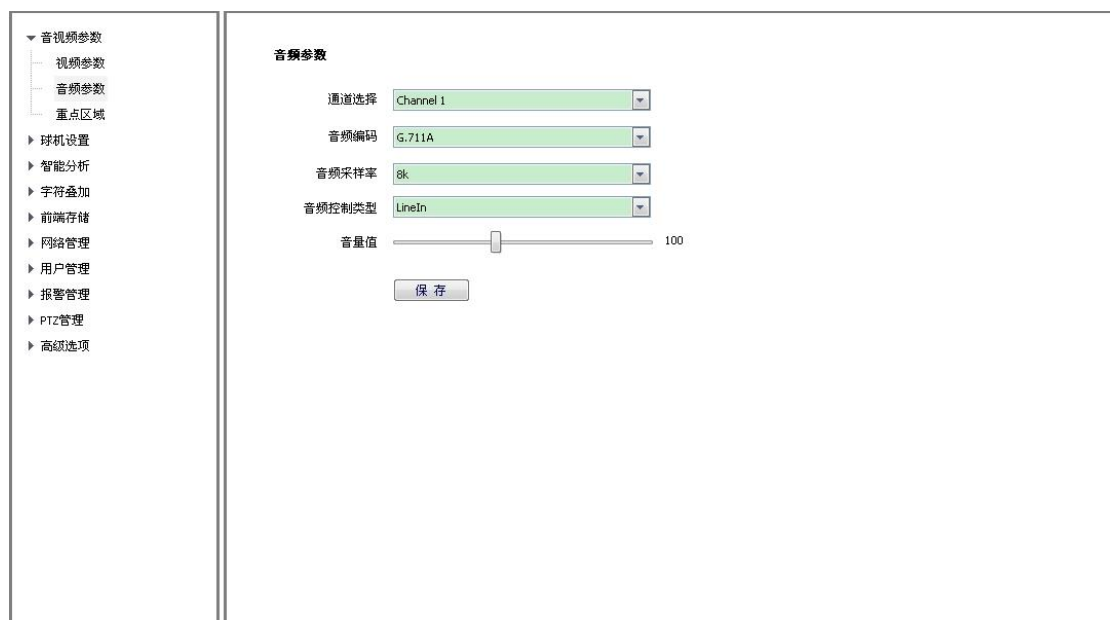 音视频参数
视频参数
音频参数
重点区域
球机设置
智能分析
字符叠加
前端存储
网络管理
用户管理
报警管理
PTZ管理
高级选项
音频参数
通道选择 Channel 1
音频编码 G.711A
音频采样率 8k
音频控制类型 LineIn
音量值 100
保存